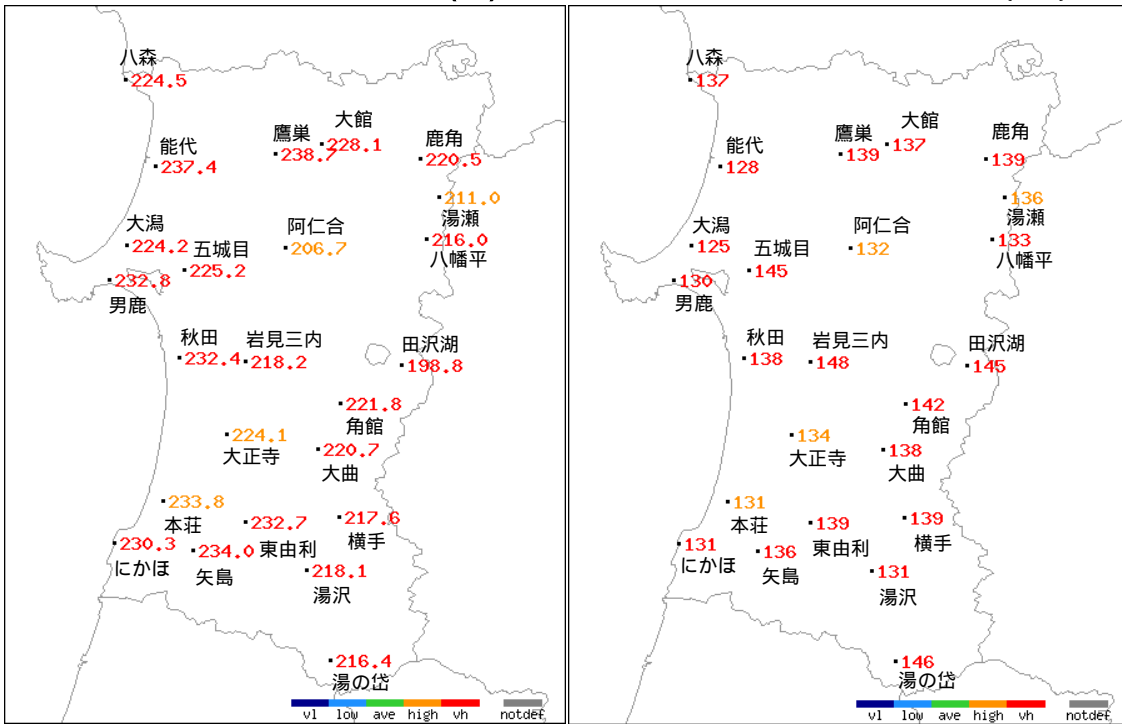 八森
224.5
大館
228.1
鷹巣
238.7
鹿角
220.5
能代
237.4
211.0
湯瀬
大潟
224.2
阿仁合
206.7
216.0
八幡平
五城目
225.2
232.8
男鹿
秋田
232.4
岩見三内
218.2
田沢湖
198.8
221.8
角館
224.1
大正寺
220.7
大曲
233.8
本荘
232.7
東由利
217.6
横手
230.3
にかほ
234.0
矢島
218.1
湯沢
216.4
湯の岱
vl low ave high vh notdef
八森
137
大館
137
鷹巣
139
鹿角
139
能代
128
136
湯瀬
大潟
125
阿仁合
132
133
八幡平
五城目
145
130
男鹿
秋田
138
岩見三内
148
田沢湖
145
142
角館
134
大正寺
138
大曲
131
本荘
139
東由利
139
横手
131
にかほ
136
矢島
131
湯沢
146
湯の岱
vl low ave high vh notdef